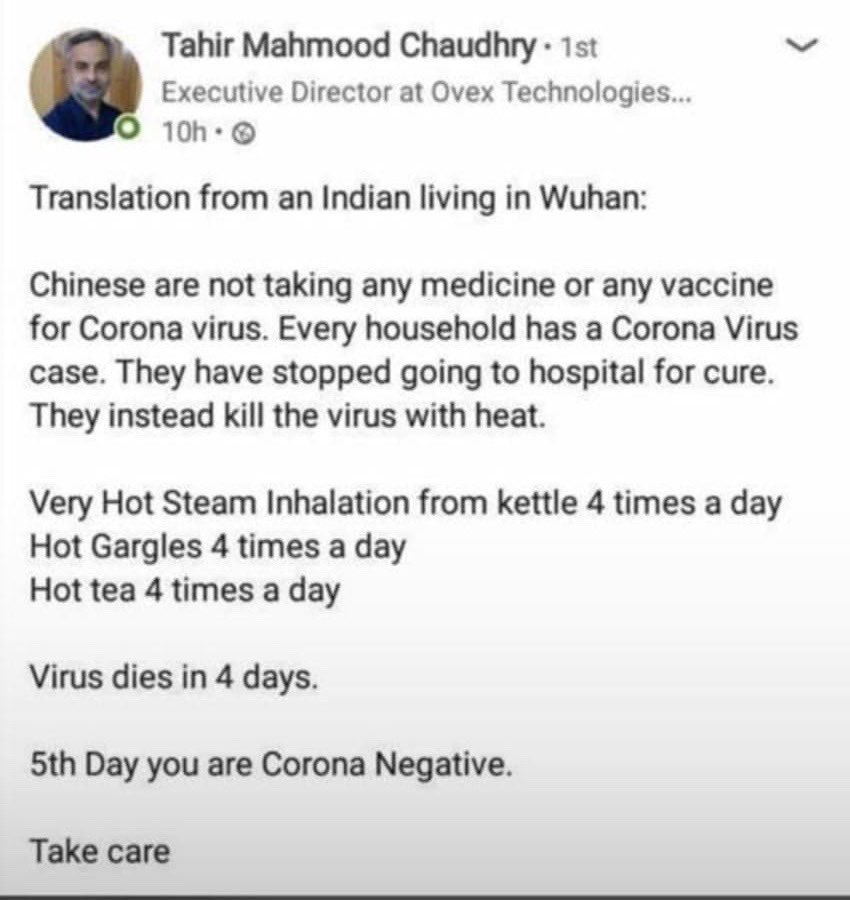 Tahir Mahmood Chaudhry · 1st
Executive Director at Ovex Technologies...
10h ·
Translation from an Indian living in Wuhan:
Chinese are not taking any medicine or any vaccine
for Corona virus. Every household has a Corona Virus
case. They have stopped going to hospital for cure.
They instead kill the virus with heat.
Very Hot Steam Inhalation from kettle 4 times a day
Hot Gargles 4 times a day
Hot tea 4 times a day
Virus dies in 4 days.
5th Day you are Corona Negative.
Take care